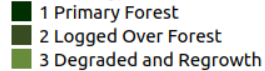 1 Primary Forest
2 Logged Over Forest
3 Degraded and Regrowth